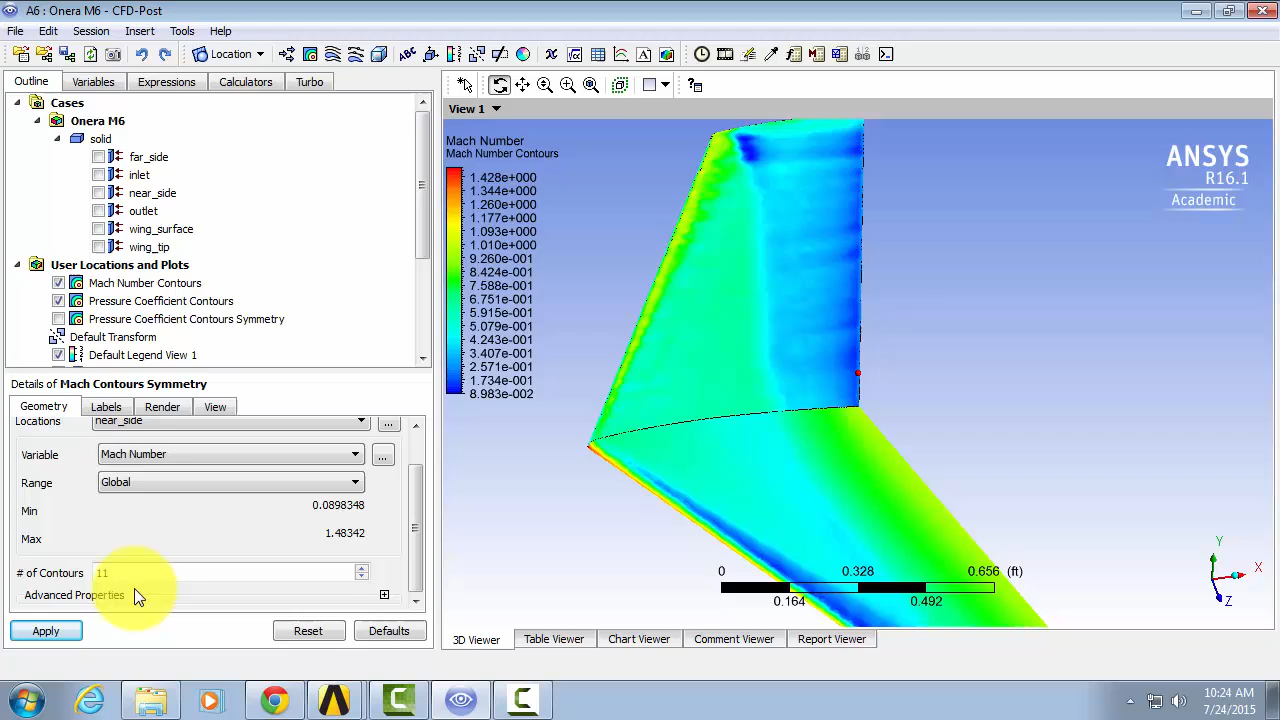 A6 : Onera M6 - CFD-Post
File Edit Session Insert Tools Help
Location
Outline Variables Expressions Calculators Turbo
Cases
Onera M6
solid
far_side
inlet
near_side
outlet
wing_surface
wing_tip
User Locations and Plots
Mach Number Contours
Pressure Coefficient Contours
Pressure Coefficient Contours Symmetry
Default Transform
Default Legend View 1
Details of Mach Contours Symmetry
Geometry Labels Render View
Locations near_side ...
Variable Mach Number ...
Range Global
Min 0.0898348
Max 1.48342
# of Contours 11
Advanced Properties
Apply Reset Defaults
View 1
Mach Number
Mach Number Contours
1.428e+000
1.344e+000
1.260e+000
1.177e+000
1.093e+000
1.010e+000
9.260e-001
8.424e-001
7.588e-001
6.751e-001
5.915e-001
5.079e-001
4.243e-001
3.407e-001
2.571e-001
1.734e-001
8.983e-002
ANSYS
R16.1
Academic
0 0.328 0.656 (ft)
0.164 0.492
Y
X
Z
3D Viewer Table Viewer Chart Viewer Comment Viewer Report Viewer
10:24 AM
7/24/2015